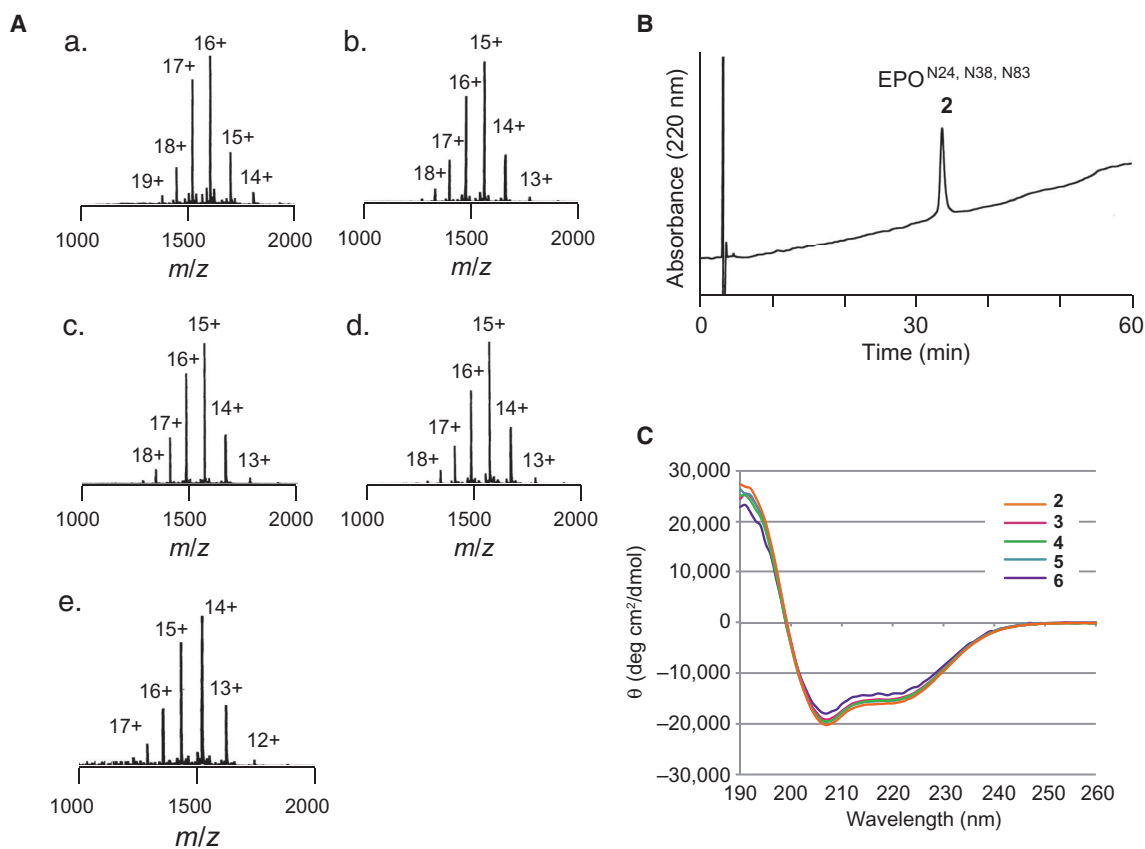 A
a.
16+
17+
18+
15+
19+
14+
1000 1500 2000
m/z
b.
15+
16+
17+
14+
18+
13+
1000 1500 2000
m/z
c.
15+
16+
17+
14+
18+
13+
1000 1500 2000
m/z
d.
15+
16+
17+
14+
18+
13+
1000 1500 2000
m/z
e.
14+
15+
16+
13+
17+
12+
1000 1500 2000
m/z
B
Absorbance (220 nm)
EPO N24, N38, N83
2
0 30 60
Time (min)
C
θ (deg cm²/dmol)
30,000
20,000
10,000
0
–10,000
–20,000
–30,000
2
3
4
5
6
190 200 210 220 230 240 50 260
Wavelength (nm)